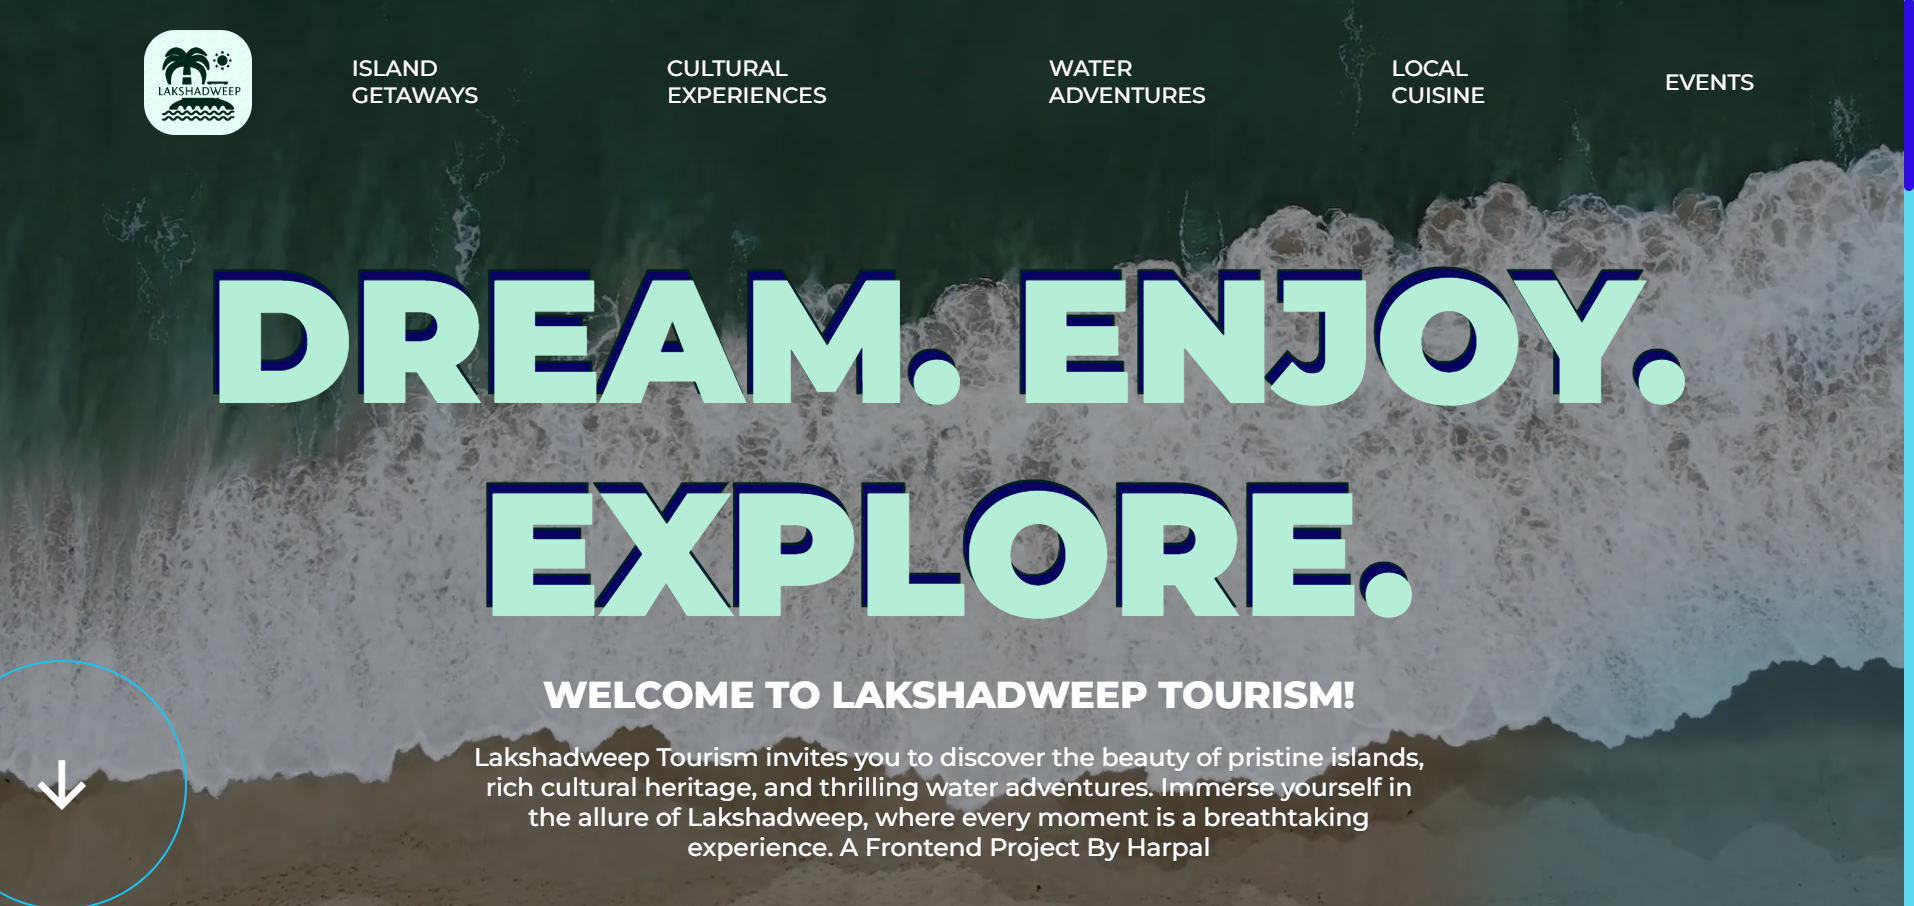 LAKSHADWEEP
ISLAND
GETAWAYS
CULTURAL
EXPERIENCES
WATER
ADVENTURES
LOCAL
CUISINE
EVENTS
DREAM. ENJOY.
EXPLORE.
WELCOME TO LAKSHADWEEP TOURISM!
Lakshadweep Tourism invites you to discover the beauty of pristine islands,
rich cultural heritage, and thrilling water adventures. Immerse yourself in
the allure of Lakshadweep, where every moment is a breathtaking
experience. A Frontend Project By Harpal